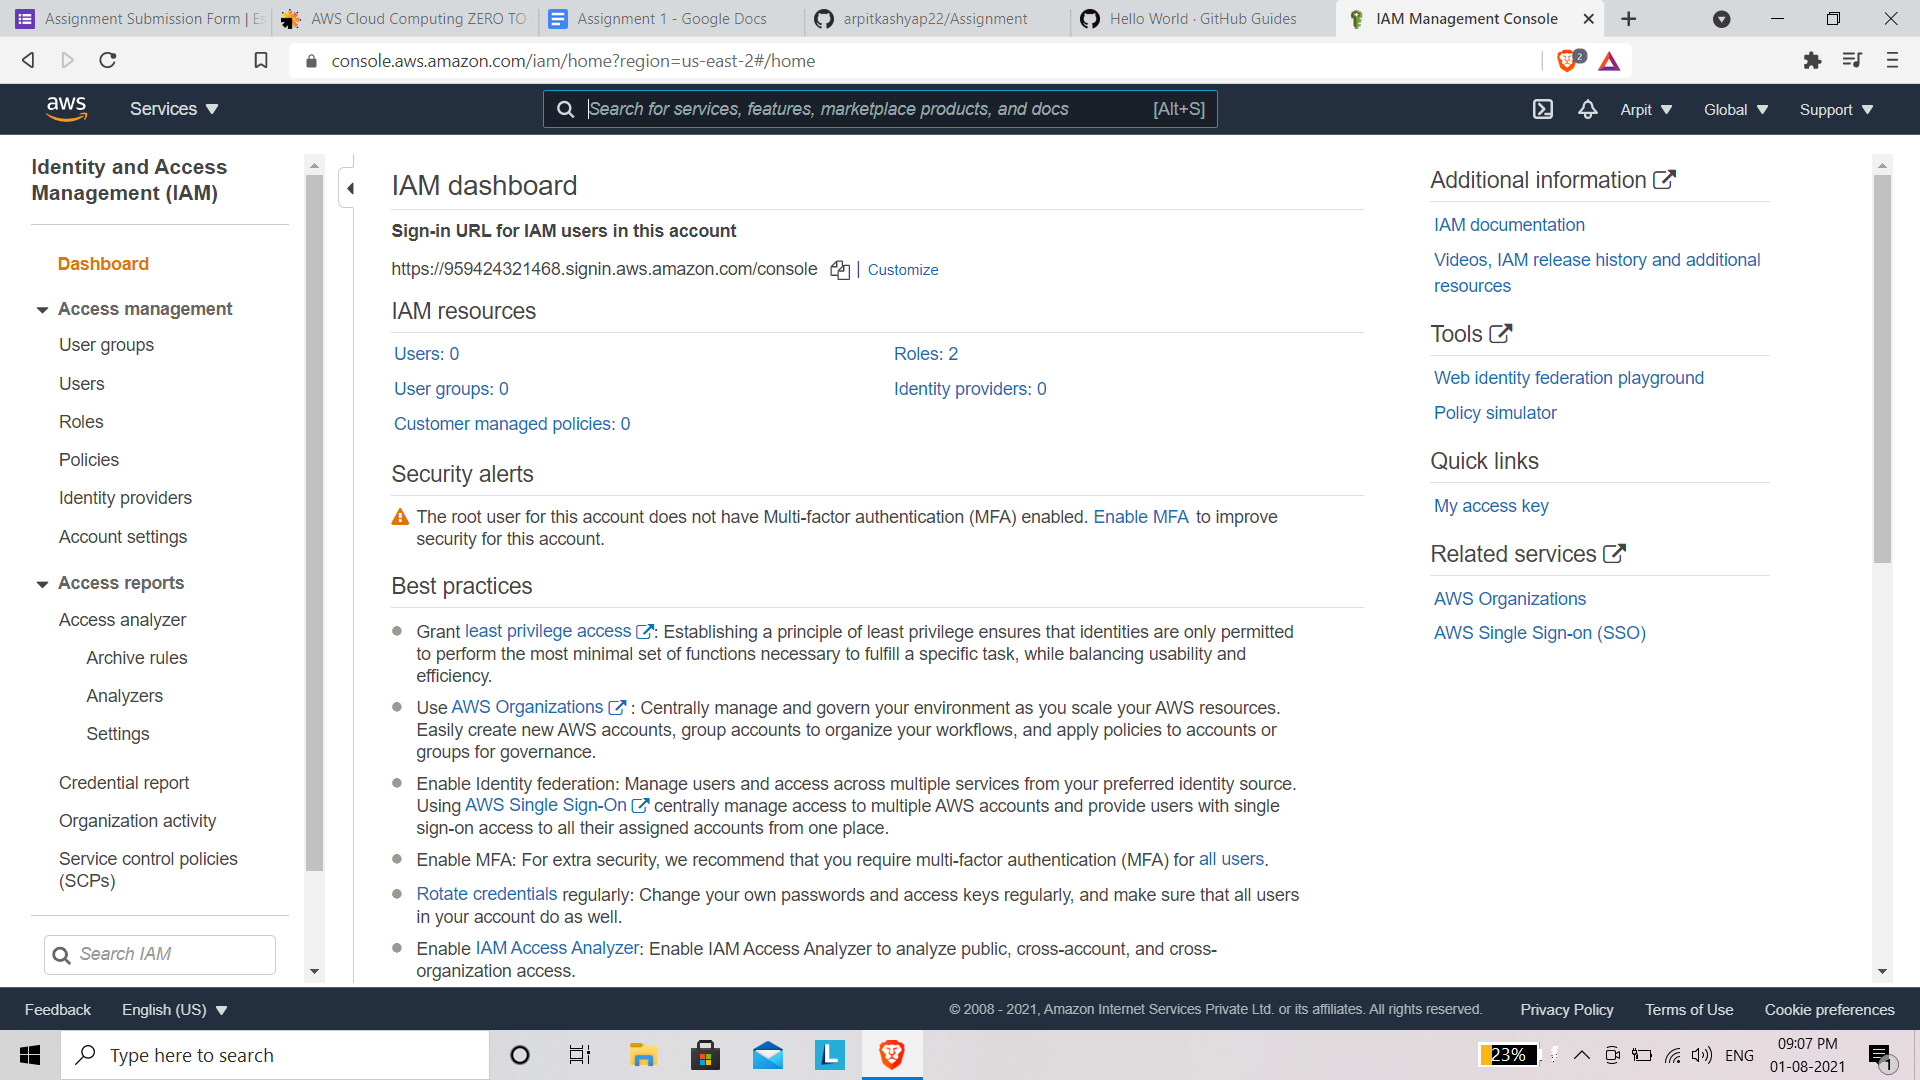 Assignment Submission Form | Es
AWS Cloud Computing ZERO TO
Assignment 1 - Google Docs
arpitkashyap22/Assignment
Hello World · GitHub Guides
IAM Management Console
console.aws.amazon.com/iam/home?region=us-east-2#/home
2
aws
Services
Search for services, features, marketplace products, and docs
[Alt+S]
Arpit
Global
Support
Identity and Access
Management (IAM)
Dashboard
Access management
User groups
Users
Roles
Policies
Identity providers
Account settings
Access reports
Access analyzer
Archive rules
Analyzers
Settings
Credential report
Organization activity
Service control policies
(SCPs)
Search IAM
IAM dashboard
Sign-in URL for IAM users in this account
https://959424321468.signin.aws.amazon.com/console | Customize
IAM resources
Users: 0
Roles: 2
User groups: 0
Identity providers: 0
Customer managed policies: 0
Security alerts
The root user for this account does not have Multi-factor authentication (MFA) enabled. Enable MFA to improve
security for this account.
Best practices
Grant least privilege access : Establishing a principle of least privilege ensures that identities are only permitted
to perform the most minimal set of functions necessary to fulfill a specific task, while balancing usability and
efficiency.
Use AWS Organizations : Centrally manage and govern your environment as you scale your AWS resources.
Easily create new AWS accounts, group accounts to organize your workflows, and apply policies to accounts or
groups for governance.
Enable Identity federation: Manage users and access across multiple services from your preferred identity source.
Using AWS Single Sign-On centrally manage access to multiple AWS accounts and provide users with single
sign-on access to all their assigned accounts from one place.
Enable MFA: For extra security, we recommend that you require multi-factor authentication (MFA) for all users.
Rotate credentials regularly: Change your own passwords and access keys regularly, and make sure that all users
in your account do as well.
Enable IAM Access Analyzer: Enable IAM Access Analyzer to analyze public, cross-account, and cross-
organization access.
Additional information
IAM documentation
Videos, IAM release history and additional
resources
Tools
Web identity federation playground
Policy simulator
Quick links
My access key
Related services
AWS Organizations
AWS Single Sign-on (SSO)
Feedback
English (US)
© 2008 - 2021, Amazon Internet Services Private Ltd. or its affiliates. All rights reserved.
Privacy Policy
Terms of Use
Cookie preferences
Type here to search
L
23%
ENG
09:07 PM
01-08-2021
1